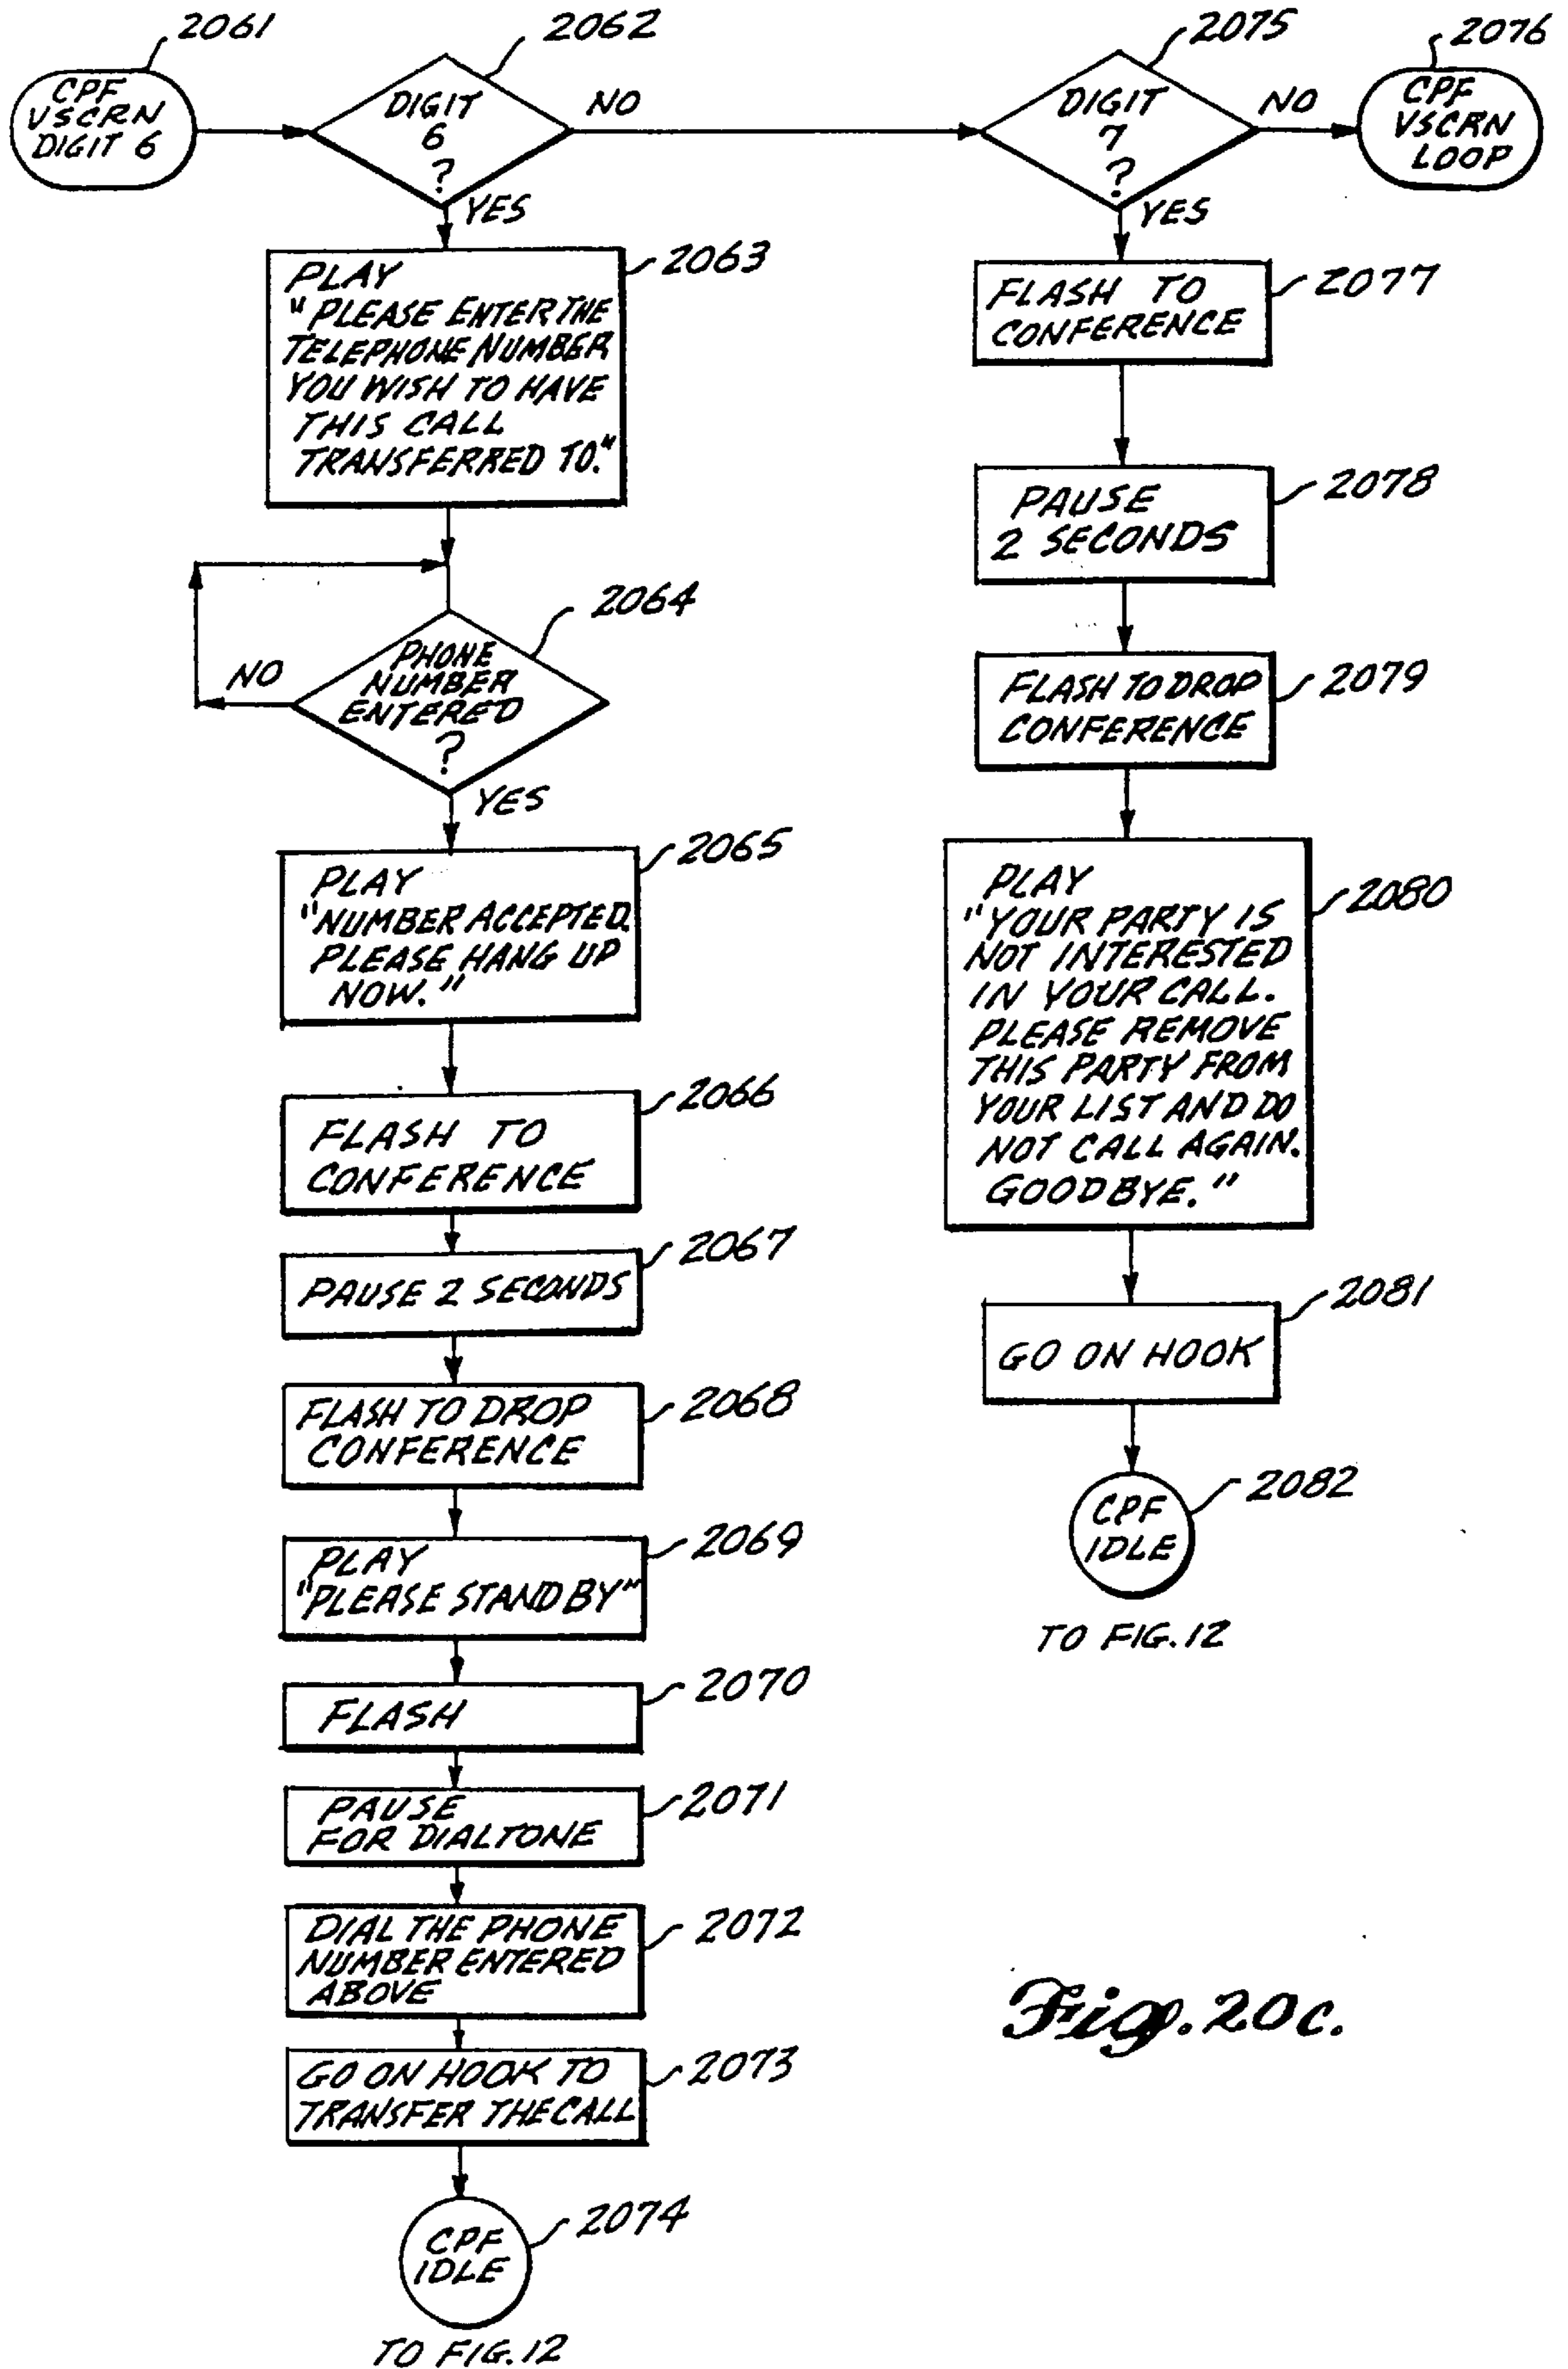 2061
CPF
VSCRN
DIGIT 6
2062
DIGIT
6
?
NO
YES
2075
DIGIT
7
?
NO
YES
2076
CPF
VSCRN
LOOP
2063
PLAY
"PLEASE ENTER THE
TELEPHONE NUMBER
YOU WISH TO HAVE
THIS CALL
TRANSFERRED TO."
2064
PHONE
NUMBER
ENTERED
?
NO
YES
2065
PLAY
"NUMBER ACCEPTED.
PLEASE HANG UP
NOW."
2066
FLASH TO
CONFERENCE
2067
PAUSE 2 SECONDS
2068
FLASH TO DROP
CONFERENCE
2069
PLAY
"PLEASE STAND BY"
2070
FLASH
2071
PAUSE
FOR DIALTONE
2072
DIAL THE PHONE
NUMBER ENTERED
ABOVE
2073
GO ON HOOK TO
TRANSFER THE CALL
2074
CPF
IDLE
TO FIG. 12
2077
FLASH TO
CONFERENCE
2078
PAUSE
2 SECONDS
2079
FLASH TO DROP
CONFERENCE
2080
PLAY
"YOUR PARTY IS
NOT INTERESTED
IN YOUR CALL.
PLEASE REMOVE
THIS PARTY FROM
YOUR LIST AND DO
NOT CALL AGAIN.
GOODBYE."
2081
GO ON HOOK
2082
CPF
IDLE
TO FIG. 12
Fig. 20c.